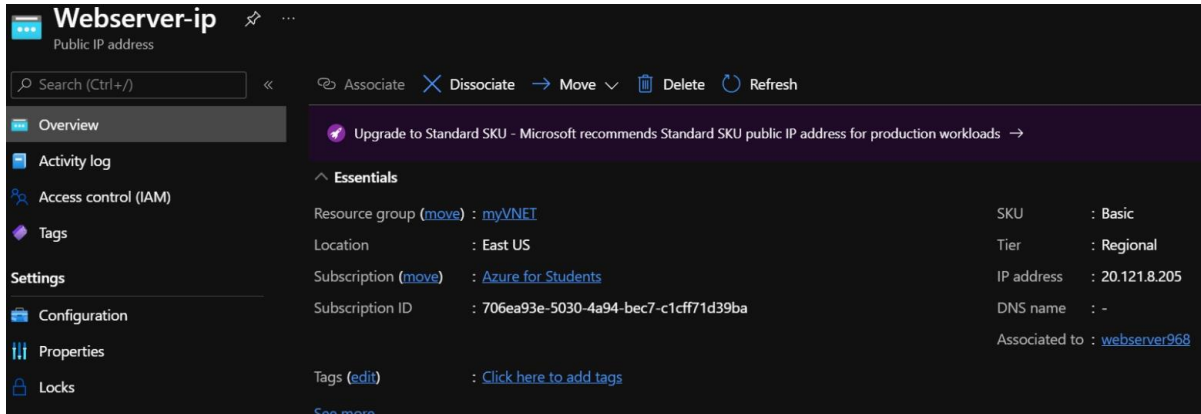 Webserver-ip
Public IP address
Search (Ctrl+/)
Overview
Activity log
Access control (IAM)
Tags
Settings
Configuration
Properties
Locks
Associate Dissociate Move Delete Refresh
Upgrade to Standard SKU - Microsoft recommends Standard SKU public IP address for production workloads
Essentials
Resource group (move) : myVNET
Location : East US
Subscription (move) : Azure for Students
Subscription ID : 706ea93e-5030-4a94-bec7-c1cff71d39ba
SKU : Basic
Tier : Regional
IP address : 20.121.8.205
DNS name : -
Associated to : webserver968
Tags (edit) : Click here to add tags
See more